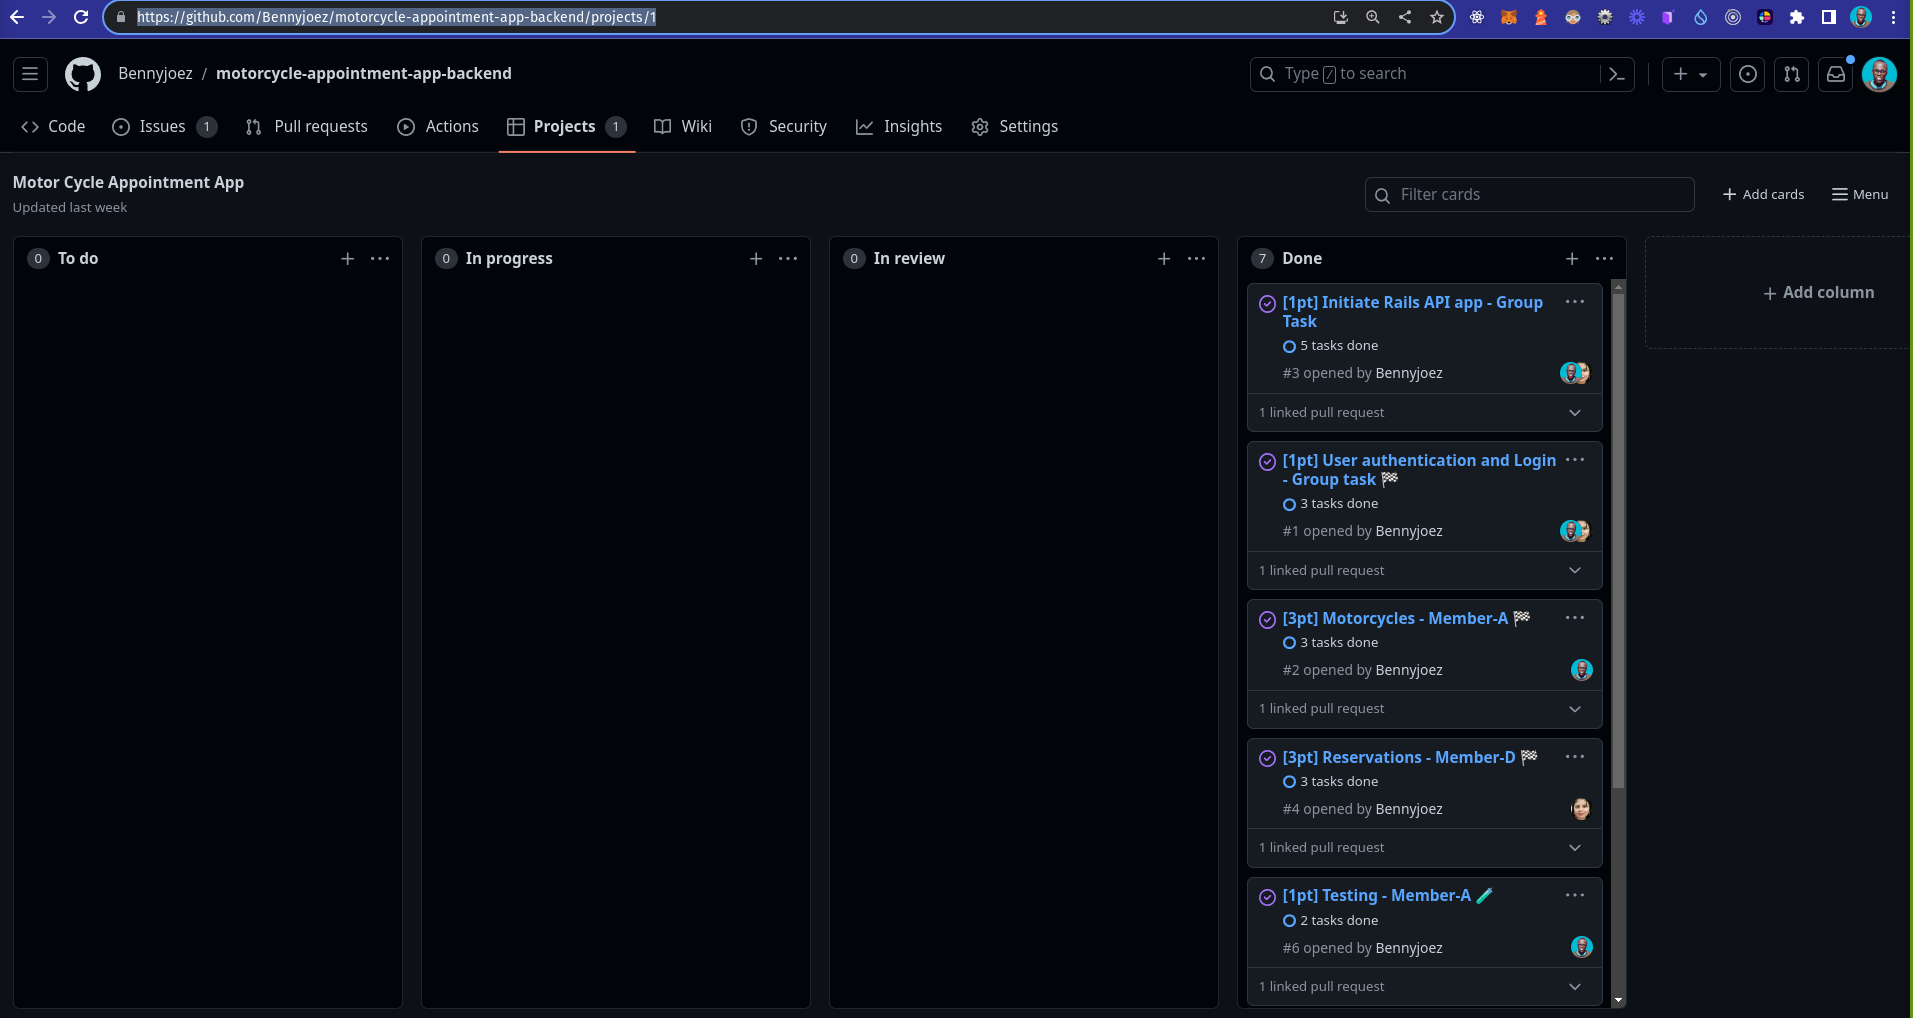 https://github.com/Bennyjoez/motorcycle-appointment-app-backend/projects/1
Bennyjoez / motorcycle-appointment-app-backend
Type / to search
Code
Issues 1
Pull requests
Actions
Projects 1
Wiki
Security
Insights
Settings
Motor Cycle Appointment App
Updated last week
Filter cards
Add cards
Menu
0 To do
0 In progress
0 In review
7 Done
[1pt] Initiate Rails API app - Group
Task
5 tasks done
#3 opened by Bennyjoez
1 linked pull request
[1pt] User authentication and Login
- Group task 🏁
3 tasks done
#1 opened by Bennyjoez
1 linked pull request
[3pt] Motorcycles - Member-A 🏁
3 tasks done
#2 opened by Bennyjoez
1 linked pull request
[3pt] Reservations - Member-D 🏁
3 tasks done
#4 opened by Bennyjoez
1 linked pull request
[1pt] Testing - Member-A 🧪
2 tasks done
#6 opened by Bennyjoez
1 linked pull request
Add column